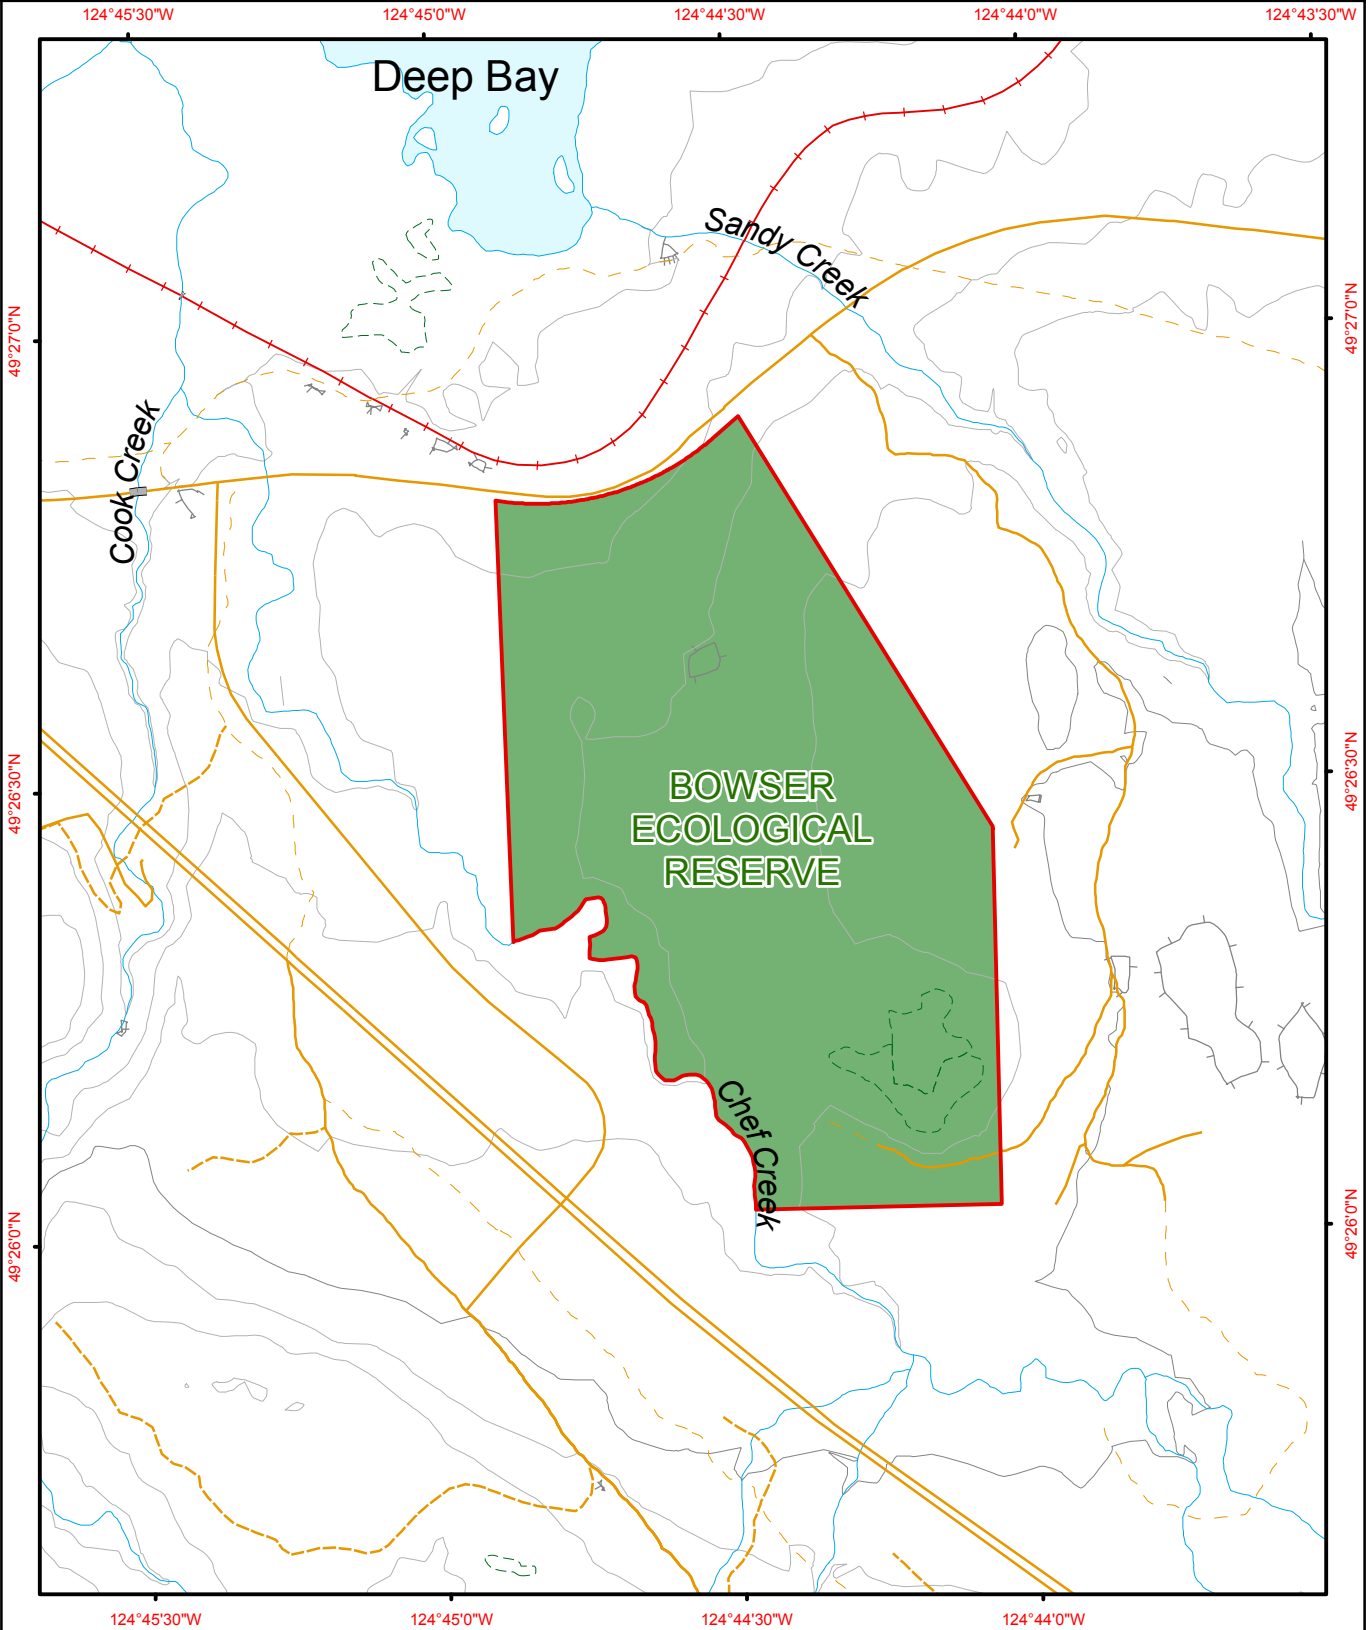 124°45'30"W 124°45'0"W 124°44'30"W 124°44'0"W 124°43'30"W
Deep Bay
Sandy Creek
49°27'0"N
49°27'0"N
Cook Creek
49°26'30"N
49°26'30"N
BOWSER
ECOLOGICAL
RESERVE
Chef Creek
49°26'0"N
49°26'0"N
124°45'30"W 124°45'0"W 124°44'30"W 124°44'0"W